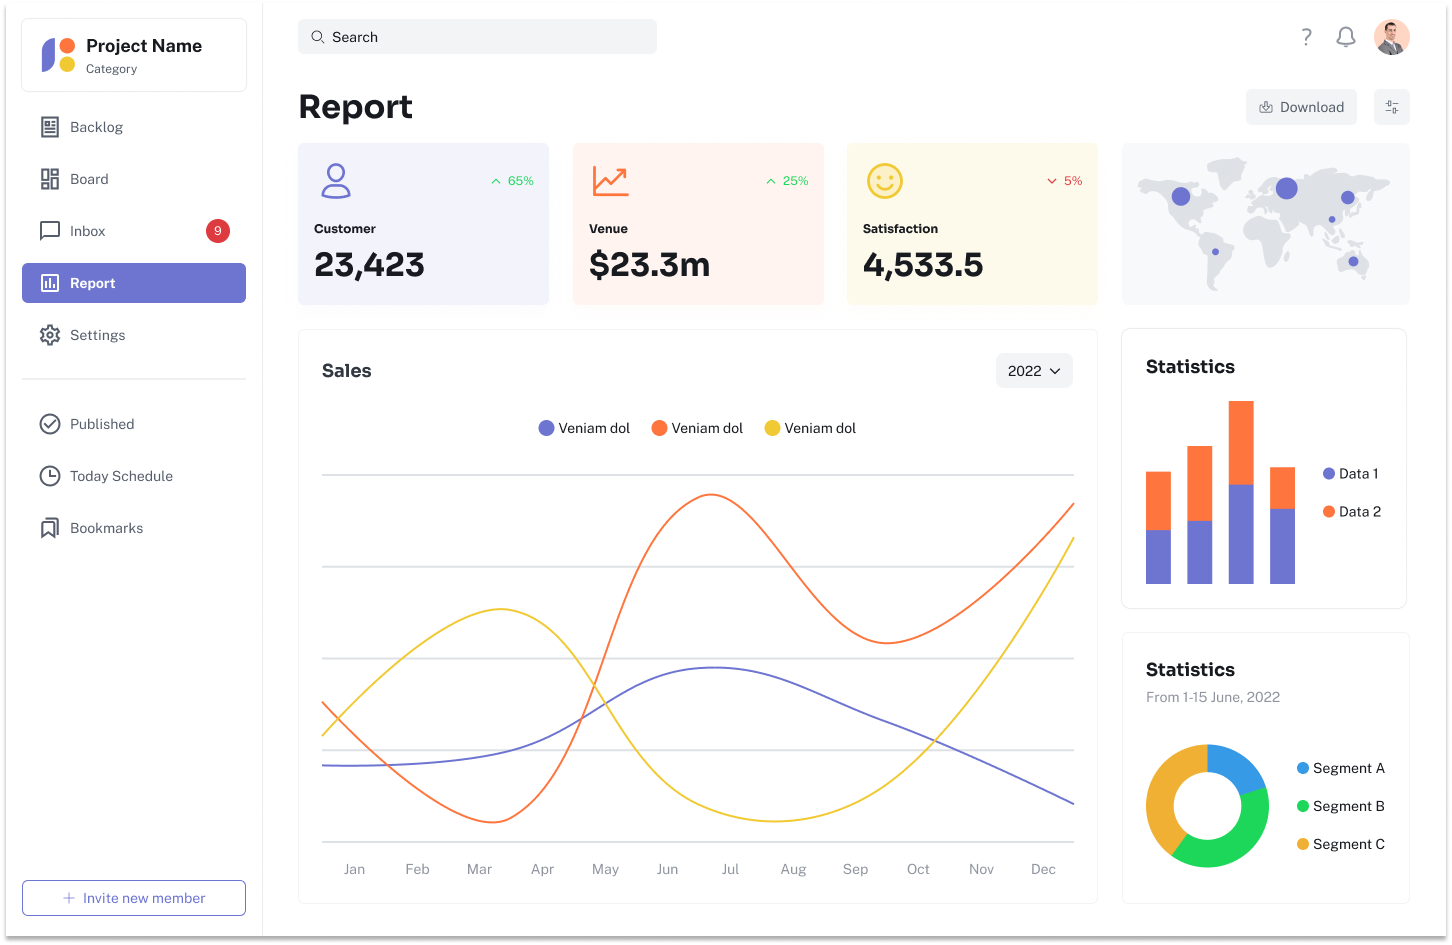 Project Name
Category
Backlog
Board
Inbox 9
Report
Settings
Published
Today Schedule
Bookmarks
+ Invite new member
Search
?
Report
Download
65%
Customer
23,423
25%
Venue
$23.3m
5%
Satisfaction
4,533.5
Sales
2022
Veniam dol Veniam dol Veniam dol
Jan Feb Mar Apr May Jun Jul Aug Sep Oct Nov Dec
Statistics
Data 1
Data 2
Statistics
From 1-15 June, 2022
Segment A
Segment B
Segment C